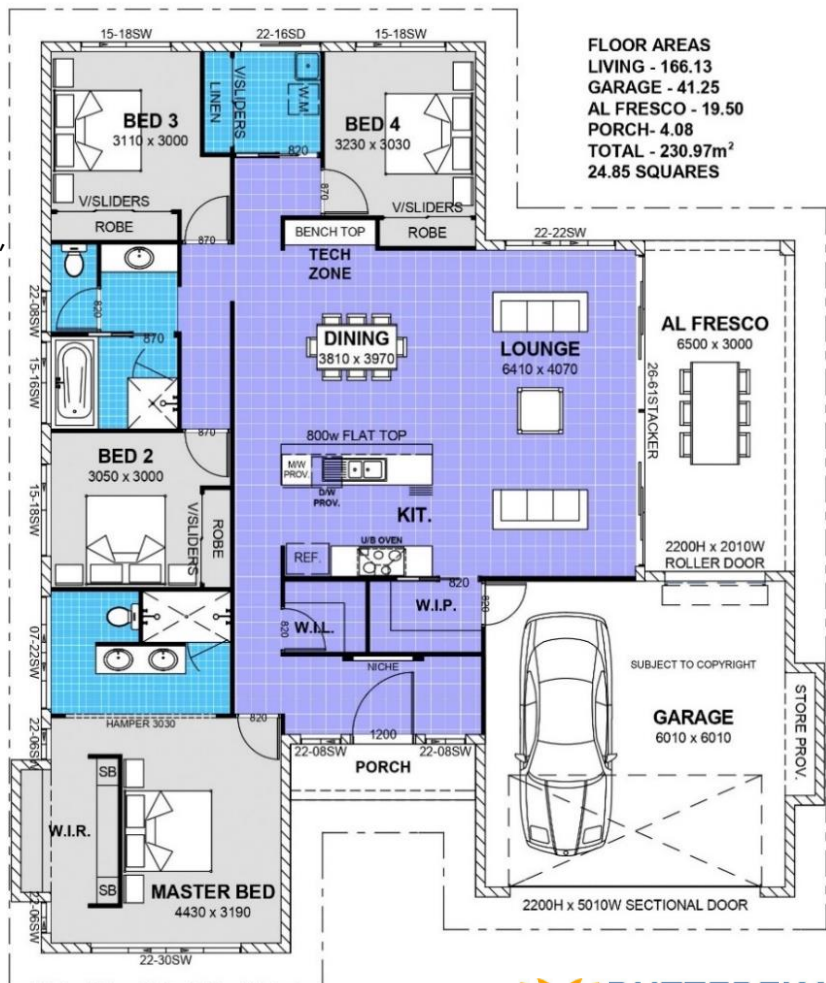 FLOOR AREAS
LIVING - 166.13
GARAGE - 41.25
AL FRESCO - 19.50
PORCH- 4.08
TOTAL - 230.97m²
24.85 SQUARES
15-18SW
22-16SD
15-18SW
BED 3
3110 x 3000
LINEN
V/SLIDERS
W.M
820
BED 4
3230 x 3030
870
V/SLIDERS
ROBE
870
V/SLIDERS
ROBE
BENCH TOP
TECH
ZONE
22-22SW
22-08SW
820
870
15-16SW
DINING
3810 x 3970
LOUNGE
6410 x 4070
AL FRESCO
6500 x 3000
26-61STACKER
870
BED 2
3050 x 3000
15-18SW
V/SLIDERS
ROBE
800w FLAT TOP
M/W
PROV.
D/W
PROV.
KIT.
U/B OVEN
REF.
2200H x 2010W
ROLLER DOOR
820
W.I.P.
820
W.I.L.
820
07-22SW
NICHE
SUBJECT TO COPYRIGHT
GARAGE
6010 x 6010
STORE PROV.
HAMPER 3030
820
22-06SW
1200
22-08SW
22-08SW
PORCH
SB
W.I.R.
SB
MASTER BED
4430 x 3190
22-06SW
22-30SW
2200H x 5010W SECTIONAL DOOR